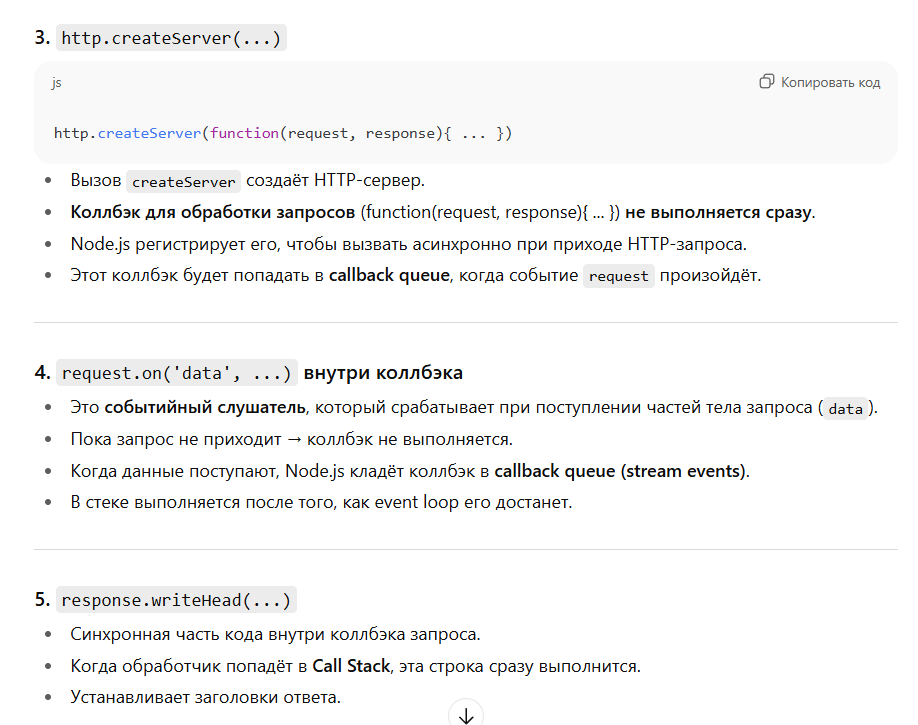 3. http.createServer(...)
js
Копировать код
http.createServer(function(request, response){ ... })
• Вызов createServer создаёт HTTP-сервер.
• Коллбэк для обработки запросов (function(request, response){ ... }) не выполняется сразу.
• Node.js регистрирует его, чтобы вызвать асинхронно при приходе HTTP-запроса.
• Этот коллбэк будет попадать в callback queue, когда событие request произойдёт.
4. request.on('data', ...) внутри коллбэка
• Это событийный слушатель, который срабатывает при поступлении частей тела запроса (data).
• Пока запрос не приходит → коллбэк не выполняется.
• Когда данные поступают, Node.js кладёт коллбэк в callback queue (stream events).
• В стеке выполняется после того, как event loop его достанет.
5. response.writeHead(...)
• Синхронная часть кода внутри коллбэка запроса.
• Когда обработчик попадёт в Call Stack, эта строка сразу выполнится.
• Устанавливает заголовки ответа.